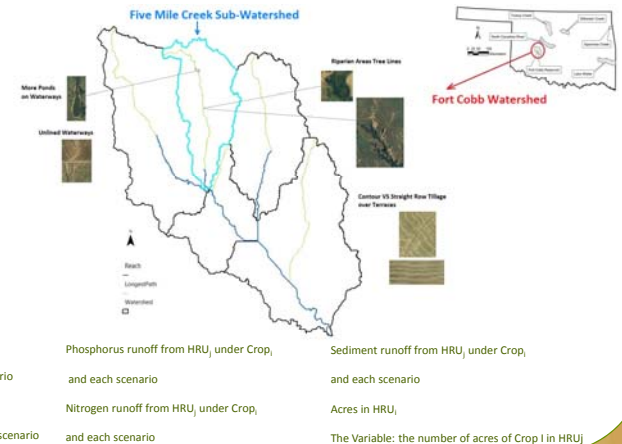 Five Mile Creek Sub-Watershed
More Ponds
on Waterways
Unlined Waterways
Riparian Areas Tree Lines
Fort Cobb Watershed
Contour VS Straight Row Tillage
over Terraces
Reach
LongestPath
Watershed
Phosphorus runoff from HRUj under Cropi
and each scenario
Nitrogen runoff from HRUj under Cropi
and each scenario
Sediment runoff from HRUj under Cropi
and each scenario
Acres in HRUi
The Variable: the number of acres of Crop I in HRUj
rio
scenario